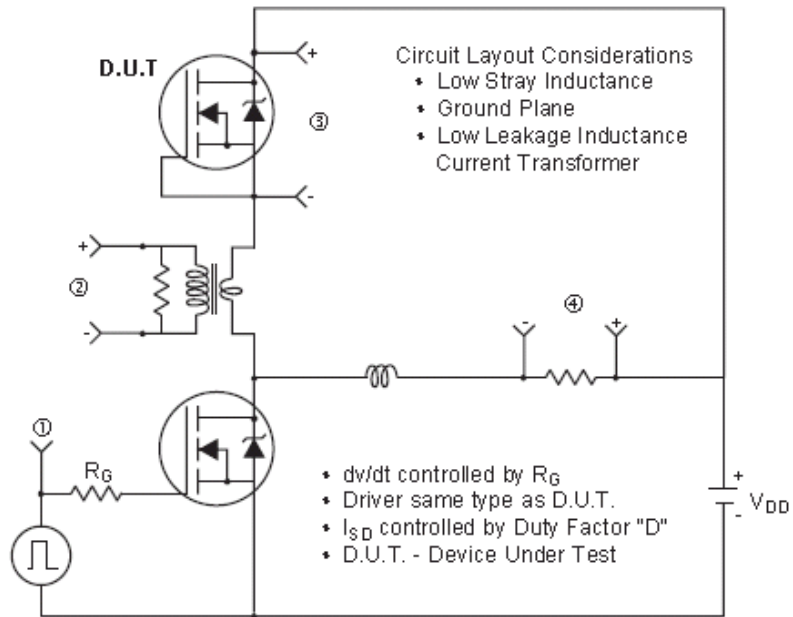 D.U.T
+
-
③
Circuit Layout Considerations
• Low Stray Inductance
• Ground Plane
• Low Leakage Inductance
Current Transformer
+
②
-
④
-
+
①
RG
• dv/dt controlled by RG
• Driver same type as D.U.T.
• ISD controlled by Duty Factor "D"
• D.U.T. - Device Under Test
+
-
VDD